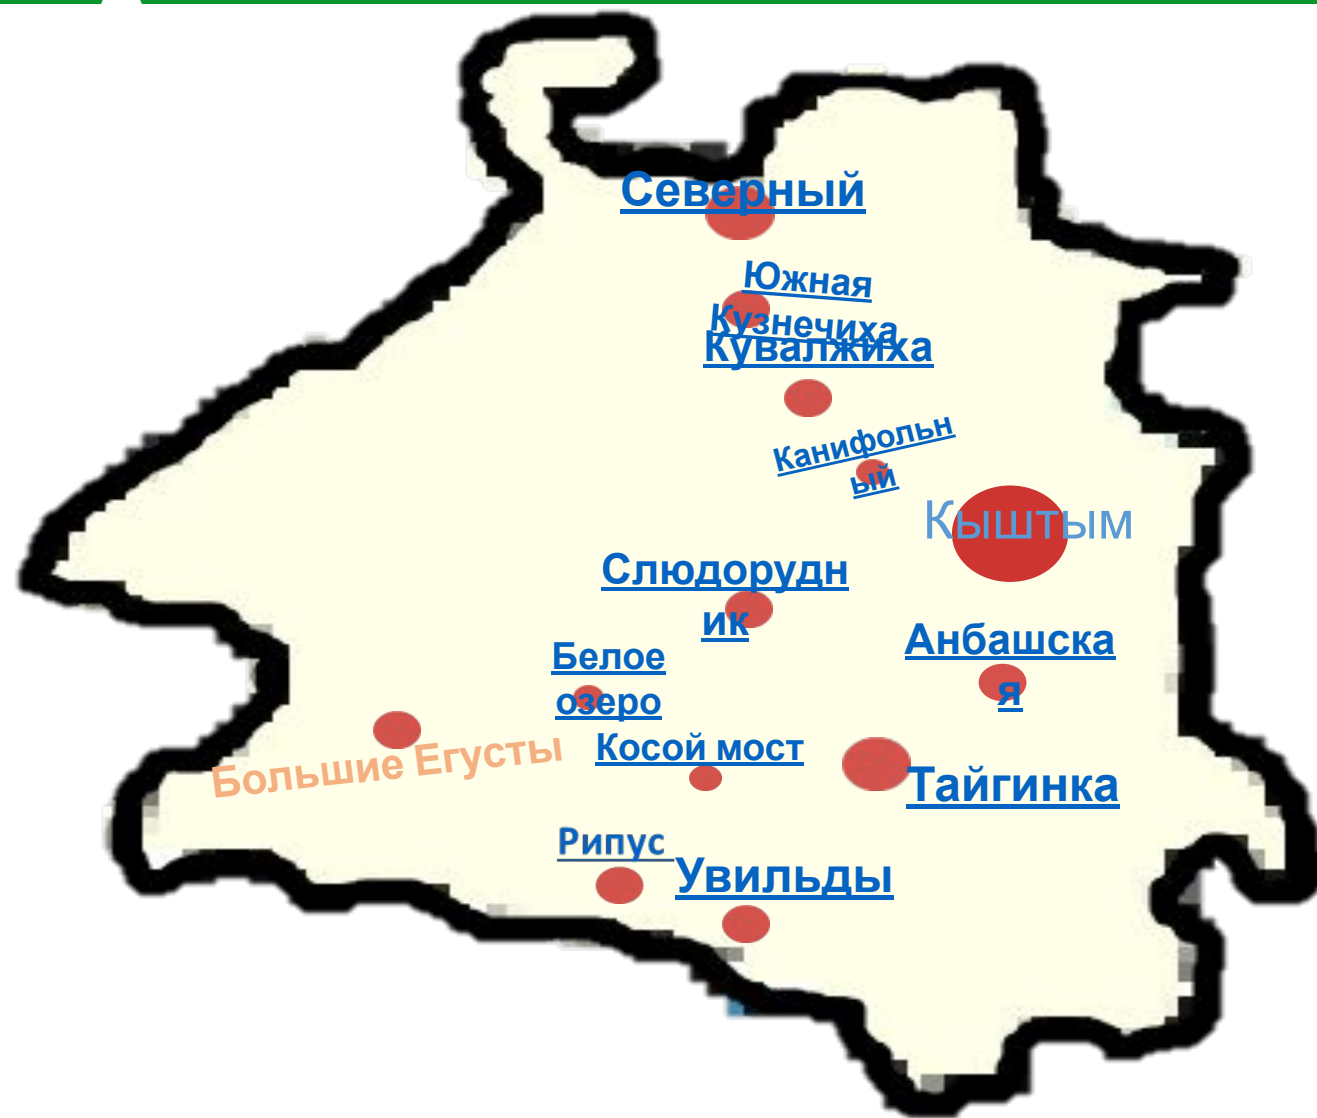 Северный
Южная
Кузнечиха
Кувалжиха
Канифольн
ый
Кыштым
Слюдорудн
ик
Анбашска
я
Белое
озеро
Большие Егусты
Косой мост
Тайгинка
Рипус
Увильды